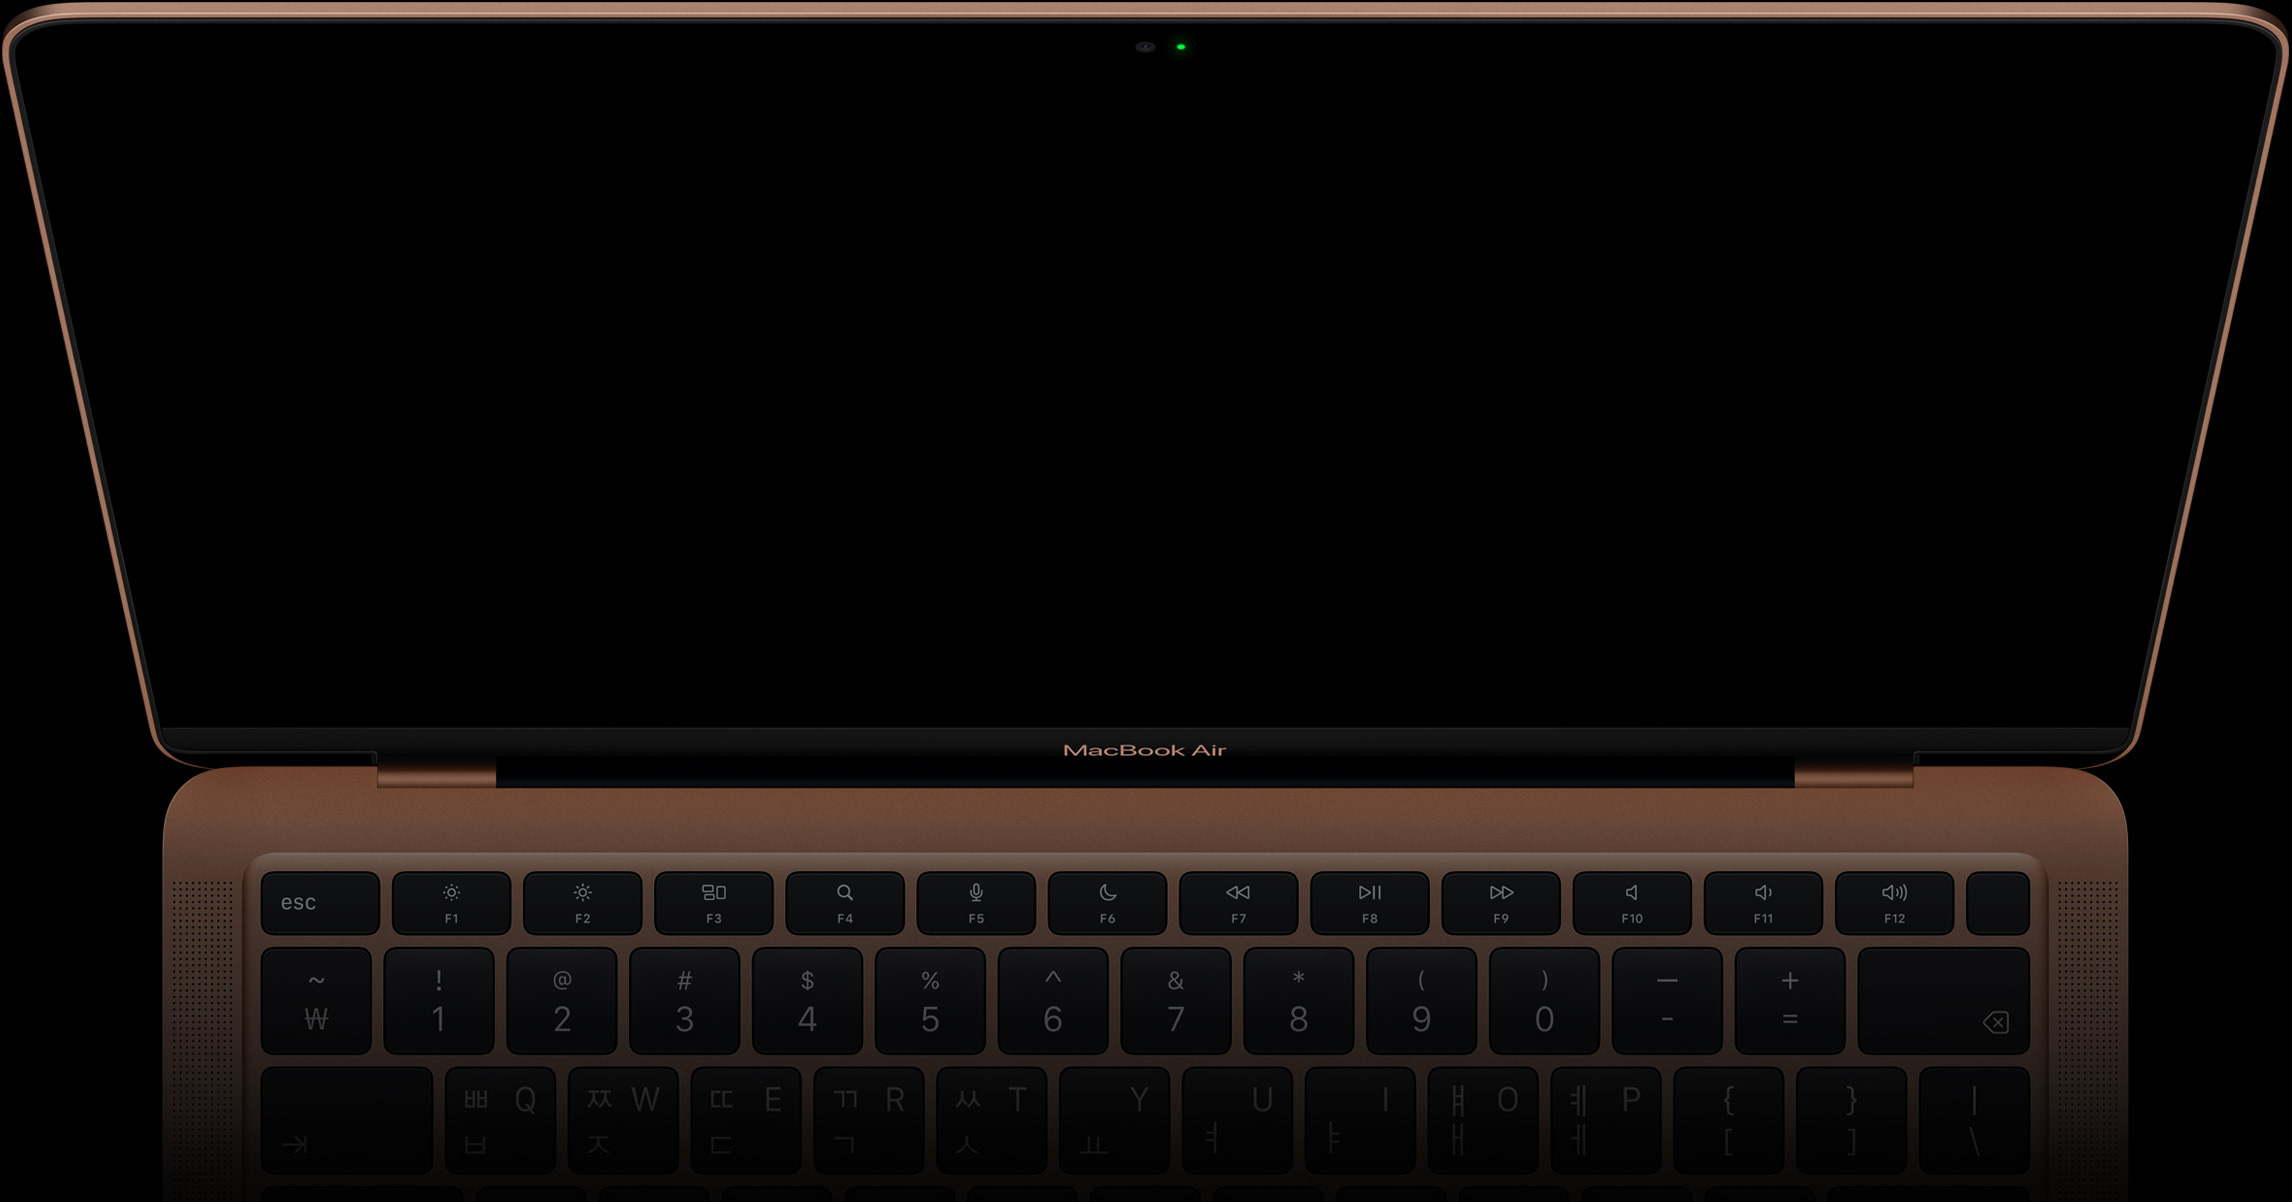 MacBook Air
esc F1 F2 F3 F4 F5 F6 F7 F8 F9 F10 F11 F12
~ ! @ # $ % ^ & * ( ) — +
₩ 1 2 3 4 5 6 7 8 9 0 - =
ㅃ Q ㅉ W ㄸ E ㄲ R ㅆ T Y U I ㅒ O ㅖ P { } |
ㅂ ㅈ ㄷ ㄱ ㅅ ㅛ ㅕ ㅑ ㅐ ㅔ [ ] \